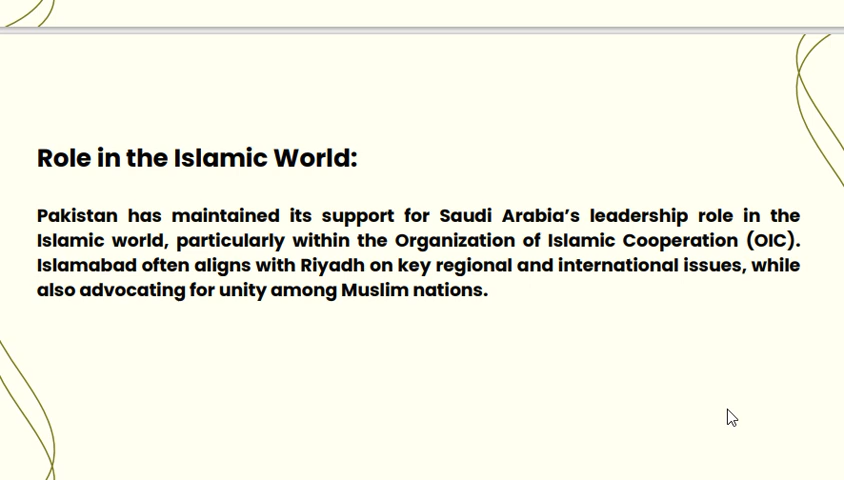 Role in the Islamic World:
Pakistan has maintained its support for Saudi Arabia’s leadership role in the
Islamic world, particularly within the Organization of Islamic Cooperation (OIC).
Islamabad often aligns with Riyadh on key regional and international issues, while
also advocating for unity among Muslim nations.